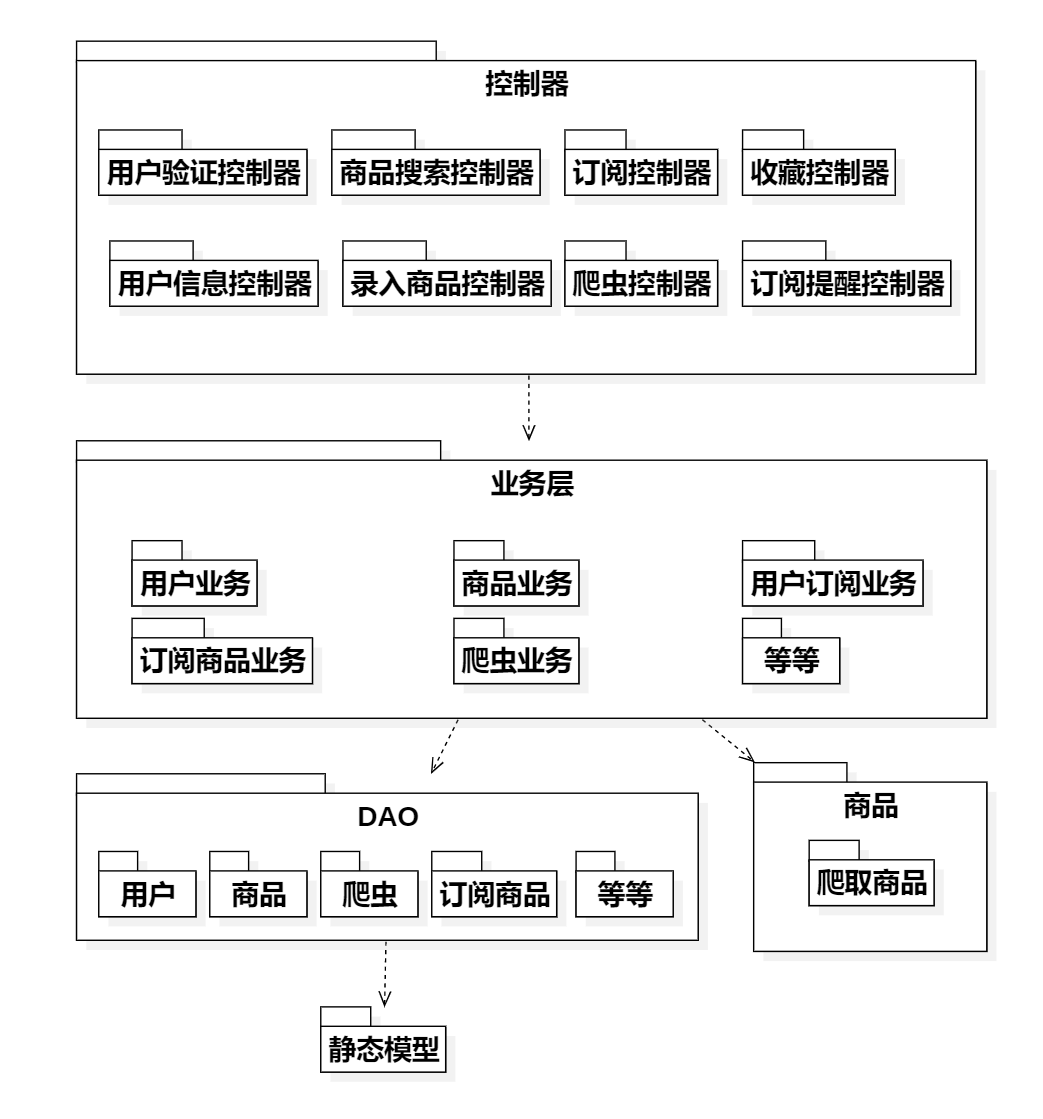 控制器
用户验证控制器
商品搜索控制器
订阅控制器
收藏控制器
用户信息控制器
录入商品控制器
爬虫控制器
订阅提醒控制器
业务层
用户业务
商品业务
用户订阅业务
订阅商品业务
爬虫业务
等等
DAO
用户
商品
爬虫
订阅商品
等等
商品
爬取商品
静态模型